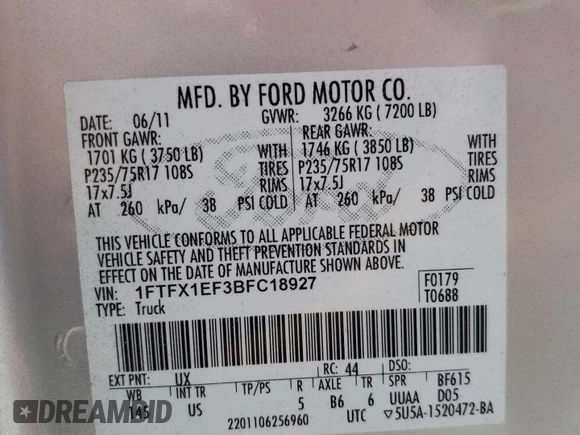 MFD. BY FORD MOTOR CO.
DATE: 06/11 GVWR: 3266 KG ( 7200 LB)
FRONT GAWR: REAR GAWR:
1701 KG ( 3750 LB) WITH 1746 KG ( 3850 LB) WITH
P235/75R17 108S TIRES P235/75R17 108S TIRES
17x7.5J RIMS 17x7.5J RIMS
AT 260 kPa/ 38 PSI COLD AT 260 kPa/ 38 PSI COLD
Ford
THIS VEHICLE CONFORMS TO ALL APPLICABLE FEDERAL MOTOR
VEHICLE SAFETY AND THEFT PREVENTION STANDARDS IN
EFFECT ON THE DATE OF MANUFACTURE SHOWN ABOVE.
VIN: 1FTFX1EF3BFC18927 F0179
TYPE: Truck T0688
EXT PNT: UX RC: 44 DSO:
WB INT TR TP/PS R AXLE TR SPR BF615
145 US 5 B6 6 UUAA D05
2201106256960 UTC ▽5U5A-1520472-BA
DREAMBID